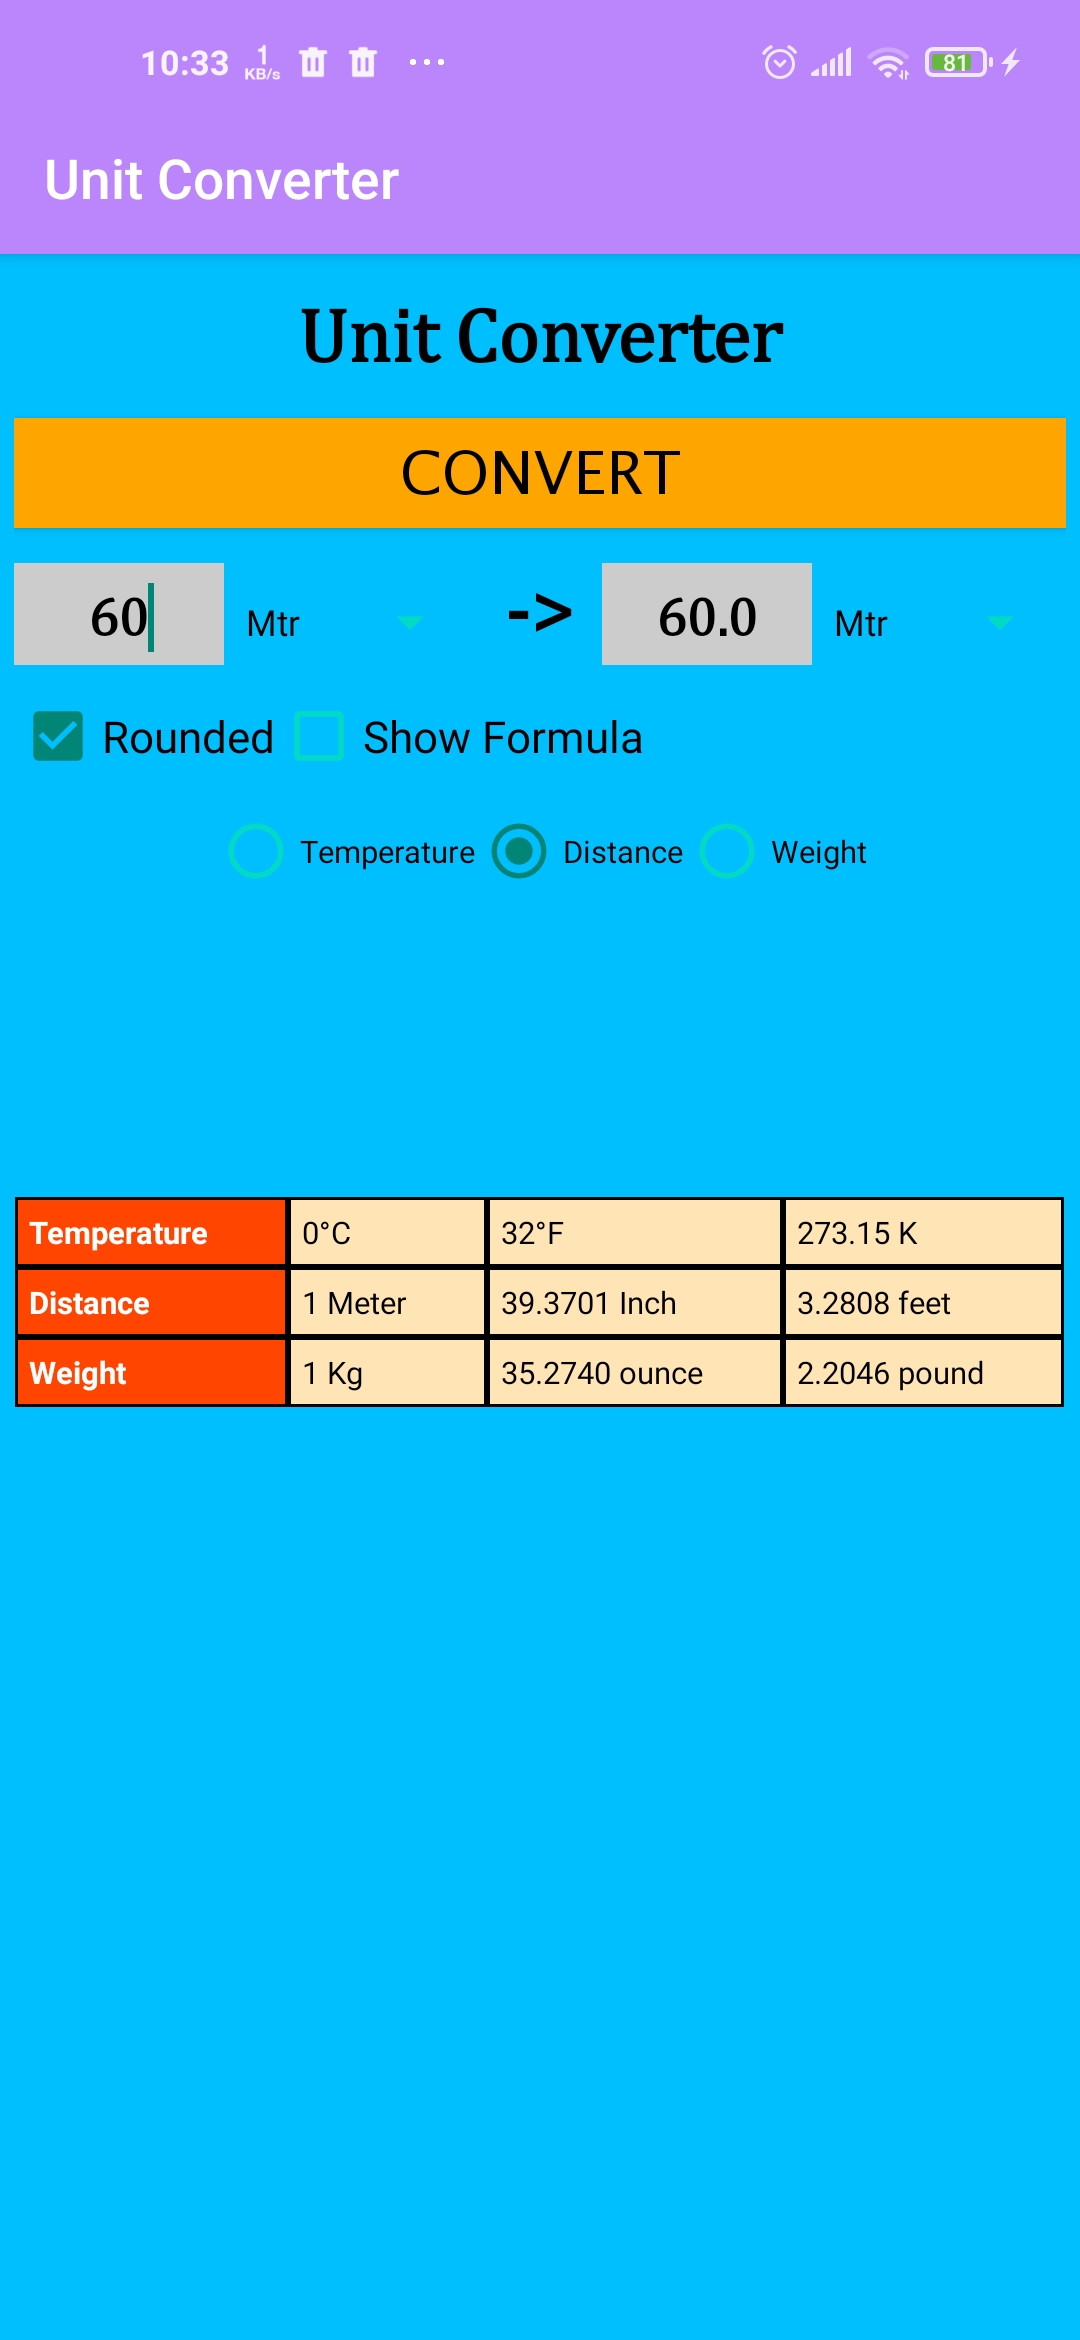 10:33 1 KB/s 81
Unit Converter
Unit Converter
CONVERT
60 Mtr -> 60.0 Mtr
Rounded Show Formula
Temperature Distance Weight
Temperature 0°C 32°F 273.15 K
Distance 1 Meter 39.3701 Inch 3.2808 feet
Weight 1 Kg 35.2740 ounce 2.2046 pound